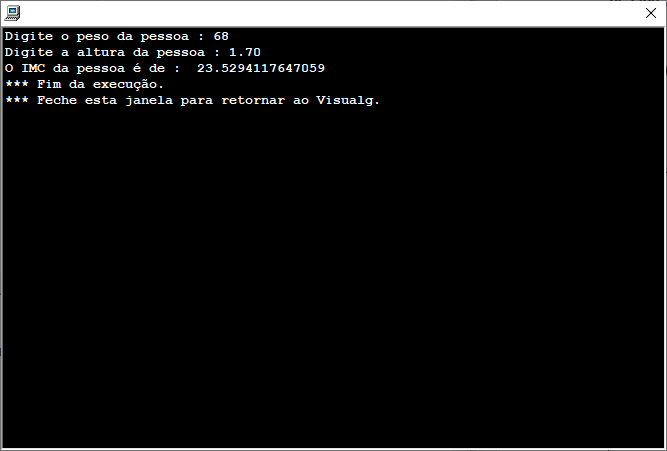 Digite o peso da pessoa : 68
Digite a altura da pessoa : 1.70
O IMC da pessoa é de :  23.5294117647059
*** Fim da execução.
*** Feche esta janela para retornar ao Visualg.